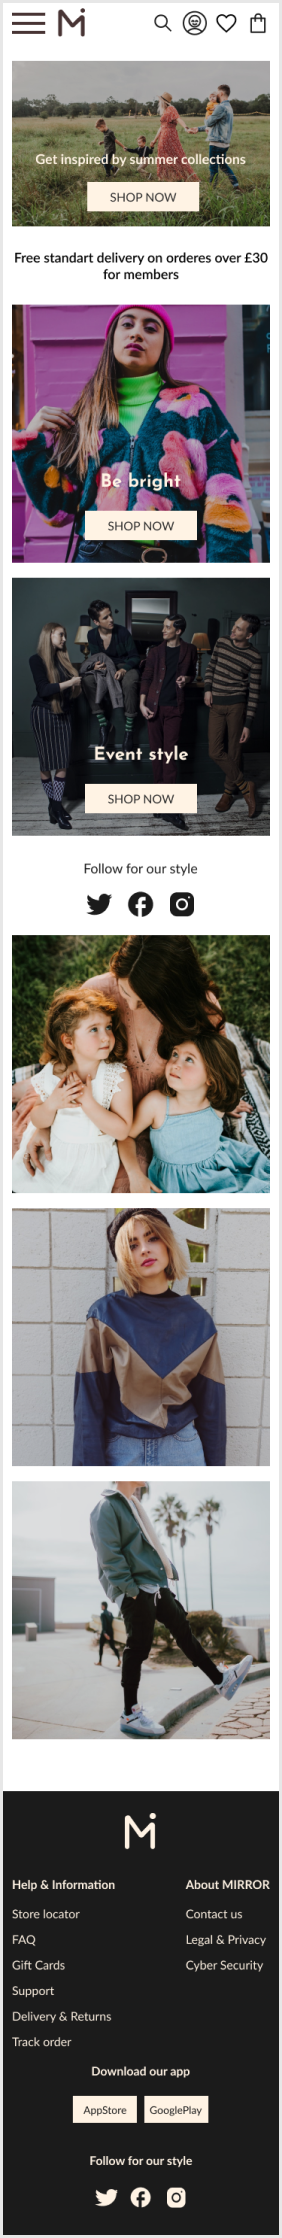 Get inspired by summer collections
SHOP NOW
Free standart delivery on orderes over £30
for members
Be bright
SHOP NOW
Event style
SHOP NOW
Follow for our style
Help & Information
Store locator
FAQ
Gift Cards
Support
Delivery & Returns
Track order
About MIRROR
Contact us
Legal & Privacy
Cyber Security
Download our app
AppStore
GooglePlay
Follow for our style